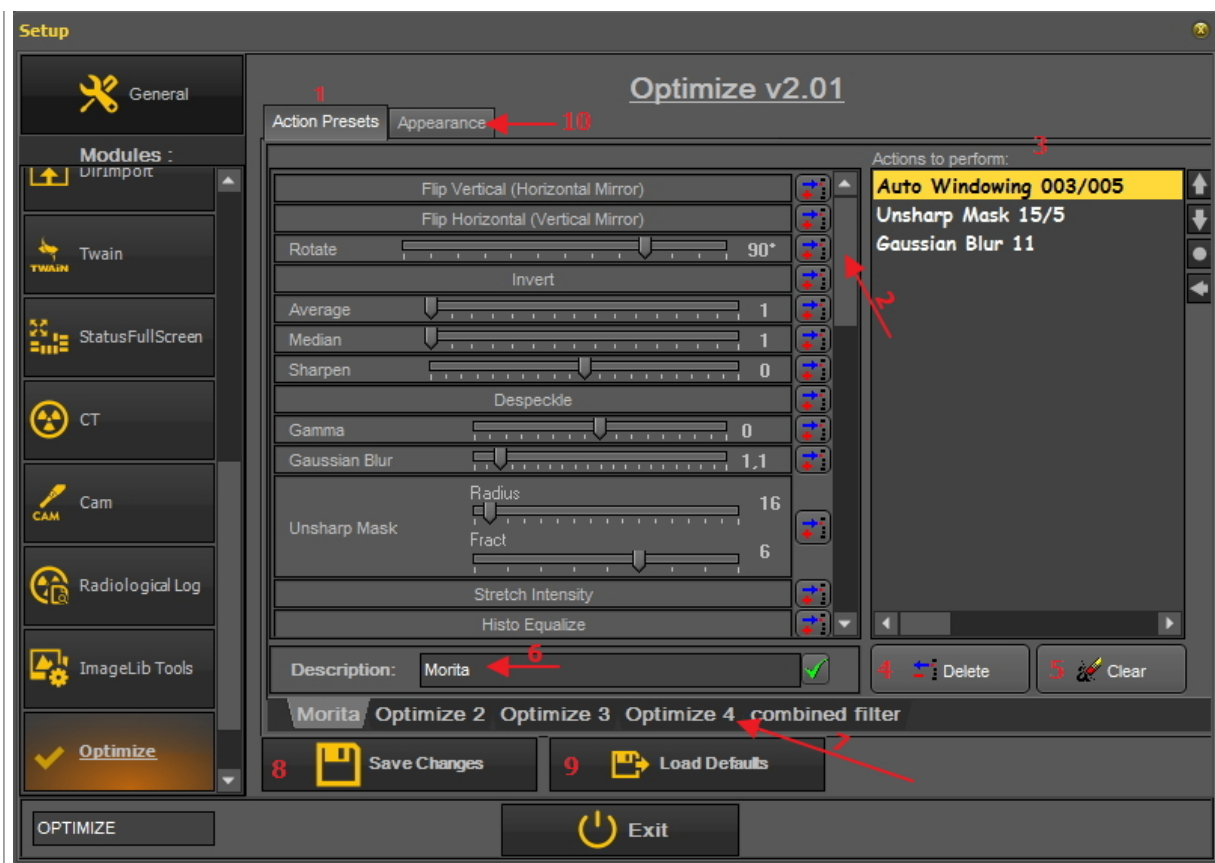 Setup
General
Modules :
DirImport
Twain
TWAIN
StatusFullScreen
CT
Cam
CAM
Radiological Log
ImageLib Tools
Optimize
OPTIMIZE
Optimize v2.01
1
Action Presets Appearance 10
Flip Vertical (Horizontal Mirror)
Flip Horizontal (Vertical Mirror)
Rotate 90°
Invert
Average 1
Median 1
Sharpen 0
Despeckle
Gamma 0
Gaussian Blur 1,1
Radius
16
Unsharp Mask
Fract
6
Stretch Intensity
Histo Equalize
2
Actions to perform: 3
Auto Windowing 003/005
Unsharp Mask 15/5
Gaussian Blur 11
Description: Morita 6
4 Delete 5 Clear
Morita Optimize 2 Optimize 3 Optimize 4 combined filter
7
8 Save Changes 9 Load Defaults
Exit